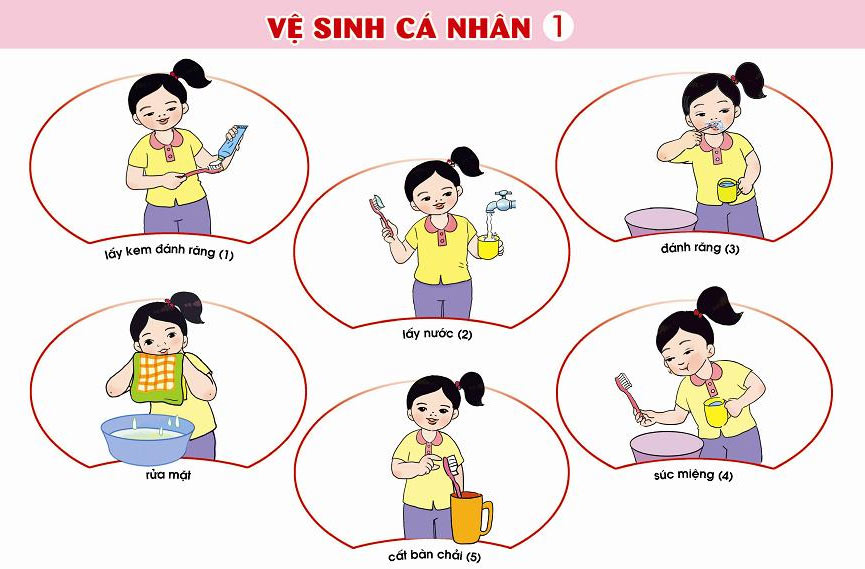 VỆ SINH CÁ NHÂN 1
lấy kem đánh răng (1)
lấy nước (2)
đánh răng (3)
rửa mặt
cất bàn chải (5)
súc miệng (4)